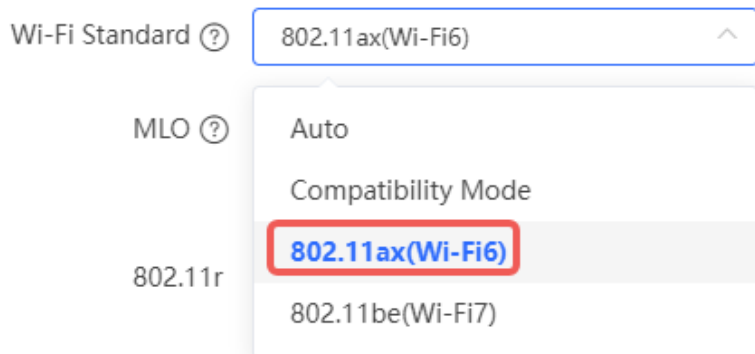 Wi-Fi Standard ? 802.11ax(Wi-Fi6)
MLO ?
Auto
Compatibility Mode
802.11ax(Wi-Fi6)
802.11r
802.11be(Wi-Fi7)